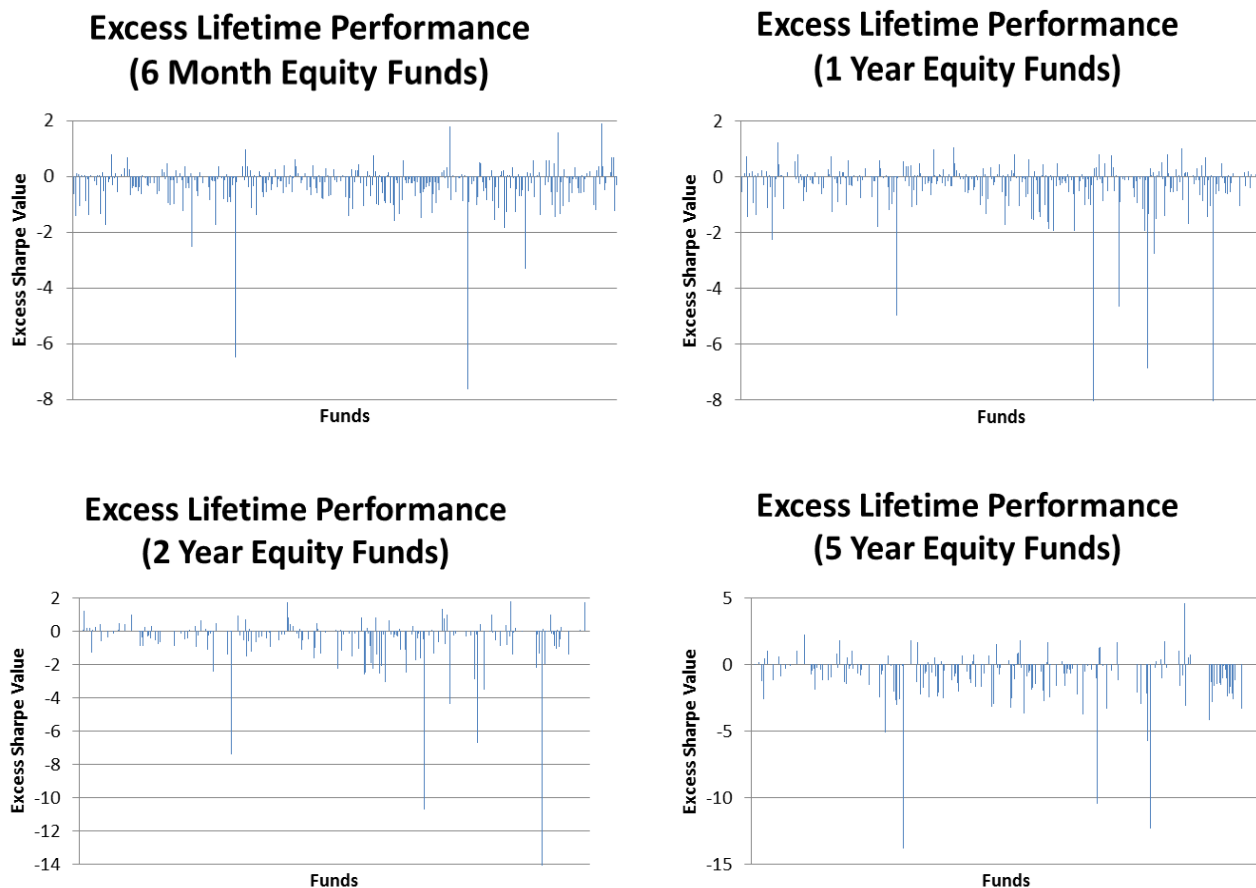 Excess Lifetime Performance
(6 Month Equity Funds)
Excess Sharpe Value
2
0
-2
-4
-6
-8
Funds
Excess Lifetime Performance
(1 Year Equity Funds)
Excess Sharpe Value
2
0
-2
-4
-6
-8
Funds
Excess Lifetime Performance
(2 Year Equity Funds)
Excess Sharpe Value
2
0
-2
-4
-6
-8
-10
-12
-14
Funds
Excess Lifetime Performance
(5 Year Equity Funds)
Excess Sharpe Value
5
0
-5
-10
-15
Funds